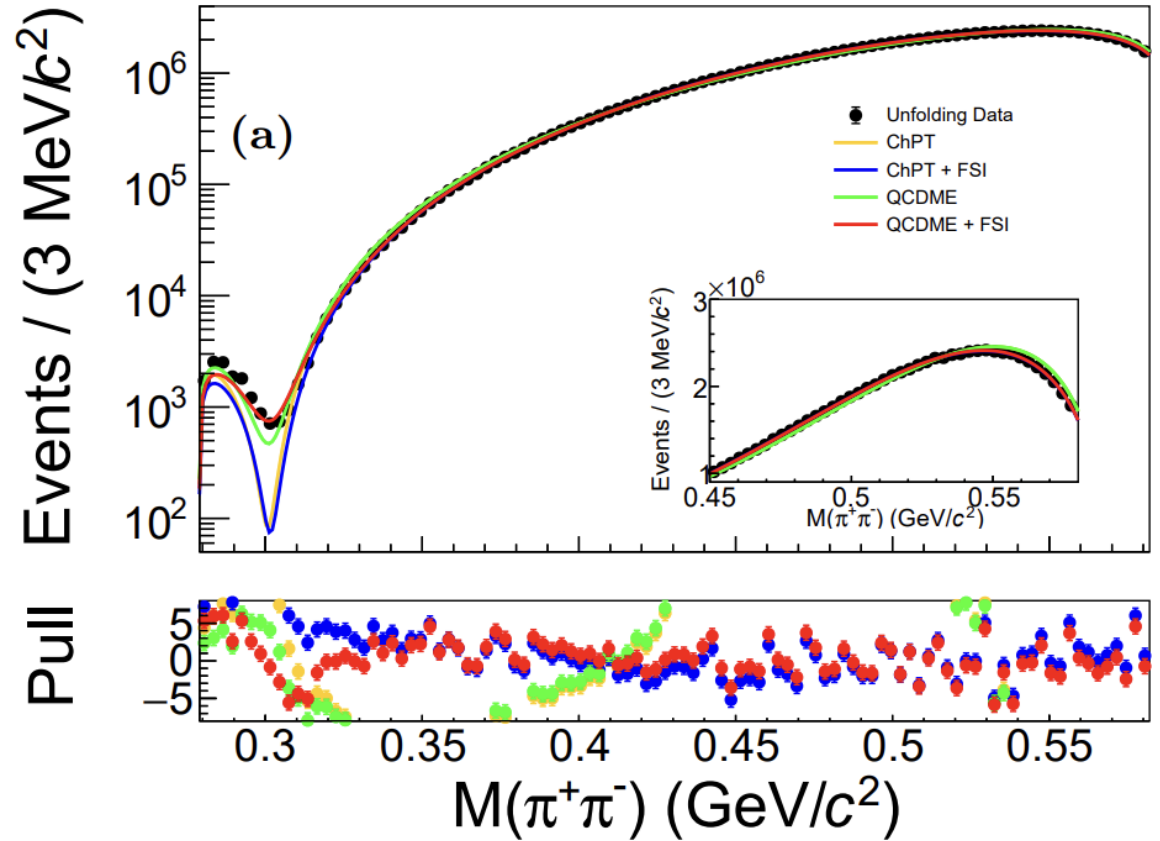 Events / (3 MeV/c²)
10⁶
10⁵
10⁴
10³
10²
(a)
Unfolding Data
ChPT
ChPT + FSI
QCDME
QCDME + FSI
×10⁶
Events / (3 MeV/c²)
3
2
1
0.45
0.5
0.55
M(π⁺π⁻) (GeV/c²)
Pull
5
0
−5
0.3
0.35
0.4
0.45
0.5
0.55
M(π⁺π⁻) (GeV/c²)